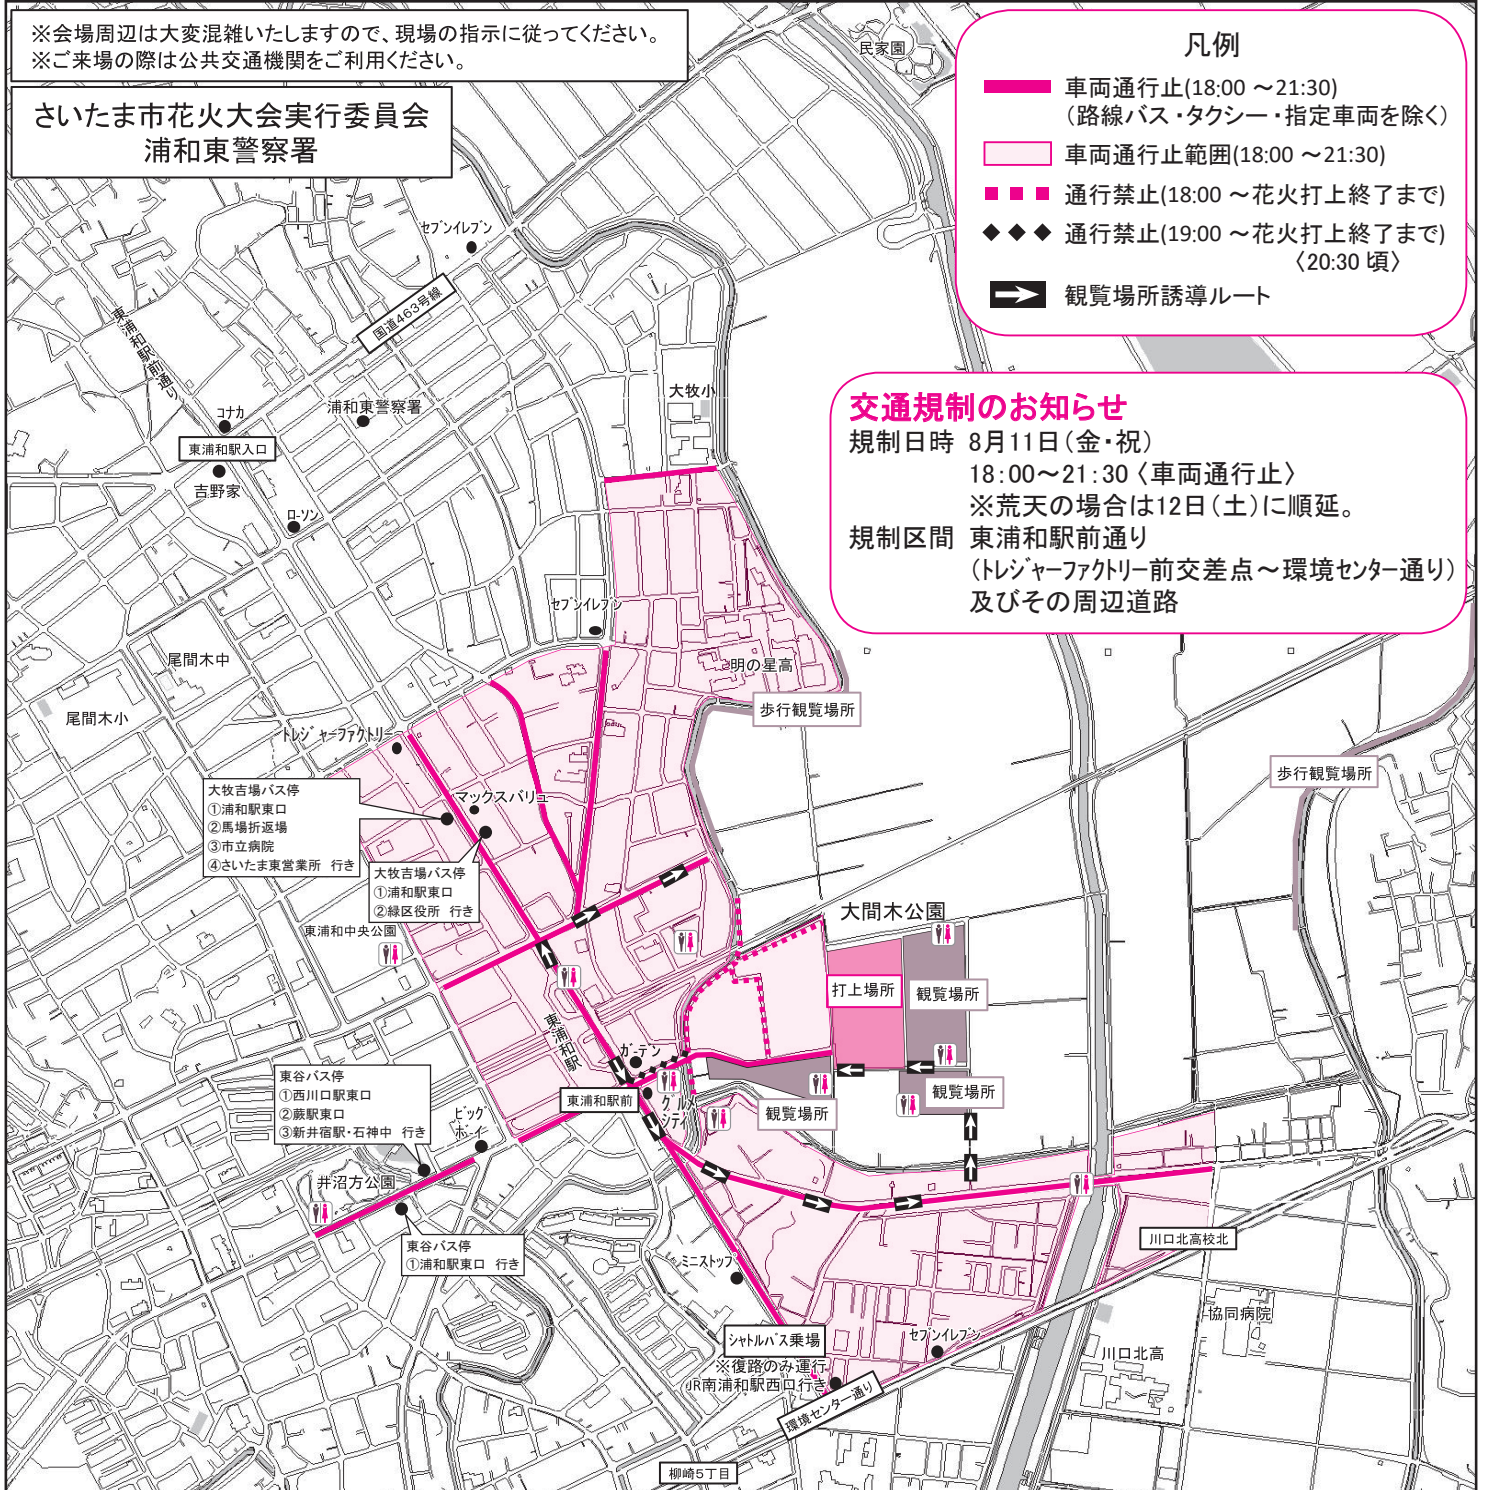 ※会場周辺は大変混雑いたしますので、現場の指示に従ってください。
※ご来場の際は公共交通機関をご利用ください。
さいたま市花火大会実行委員会
浦和東警察署
凡例
車両通行止(18:00 ～21:30)
(路線バス・タクシー・指定車両を除く)
車両通行止範囲(18:00 ～21:30)
通行禁止(18:00 ～花火打上終了まで)
通行禁止(19:00 ～花火打上終了まで)
〈20:30 頃〉
観覧場所誘導ルート
交通規制のお知らせ
規制日時 8月11日(金・祝)
18:00～21:30〈車両通行止〉
※荒天の場合は12日(土)に順延。
規制区間 東浦和駅前通り
(トレジャーファクトリー前交差点～環境センター通り)
及びその周辺道路
民家園
セブンイレブン
国道463号線
東浦和駅前通り
大牧小
コナカ
浦和東警察署
東浦和駅入口
吉野家
ローソン
セブンイレブン
尾間木中
明の星高
尾間木小
歩行観覧場所
トレジャーファクトリー
歩行観覧場所
大牧吉場バス停
①浦和駅東口
②馬場折返場
③市立病院
④さいたま東営業所 行き
マックスバリュ
大牧吉場バス停
①浦和駅東口
②緑区役所 行き
東浦和中央公園
大間木公園
打上場所
観覧場所
東浦和駅
ガーデン
東浦和駅前
グルメシティ
観覧場所
観覧場所
東谷バス停
①西川口駅東口
②蕨駅東口
③新井宿駅・石神中 行き
ビッグボーイ
井沼方公園
東谷バス停
①浦和駅東口 行き
川口北高校北
ミニストップ
協同病院
シャトルバス乗場
※復路のみ運行
JR南浦和駅西口行き
セブンイレブン
川口北高
環境センター通り
柳崎5丁目